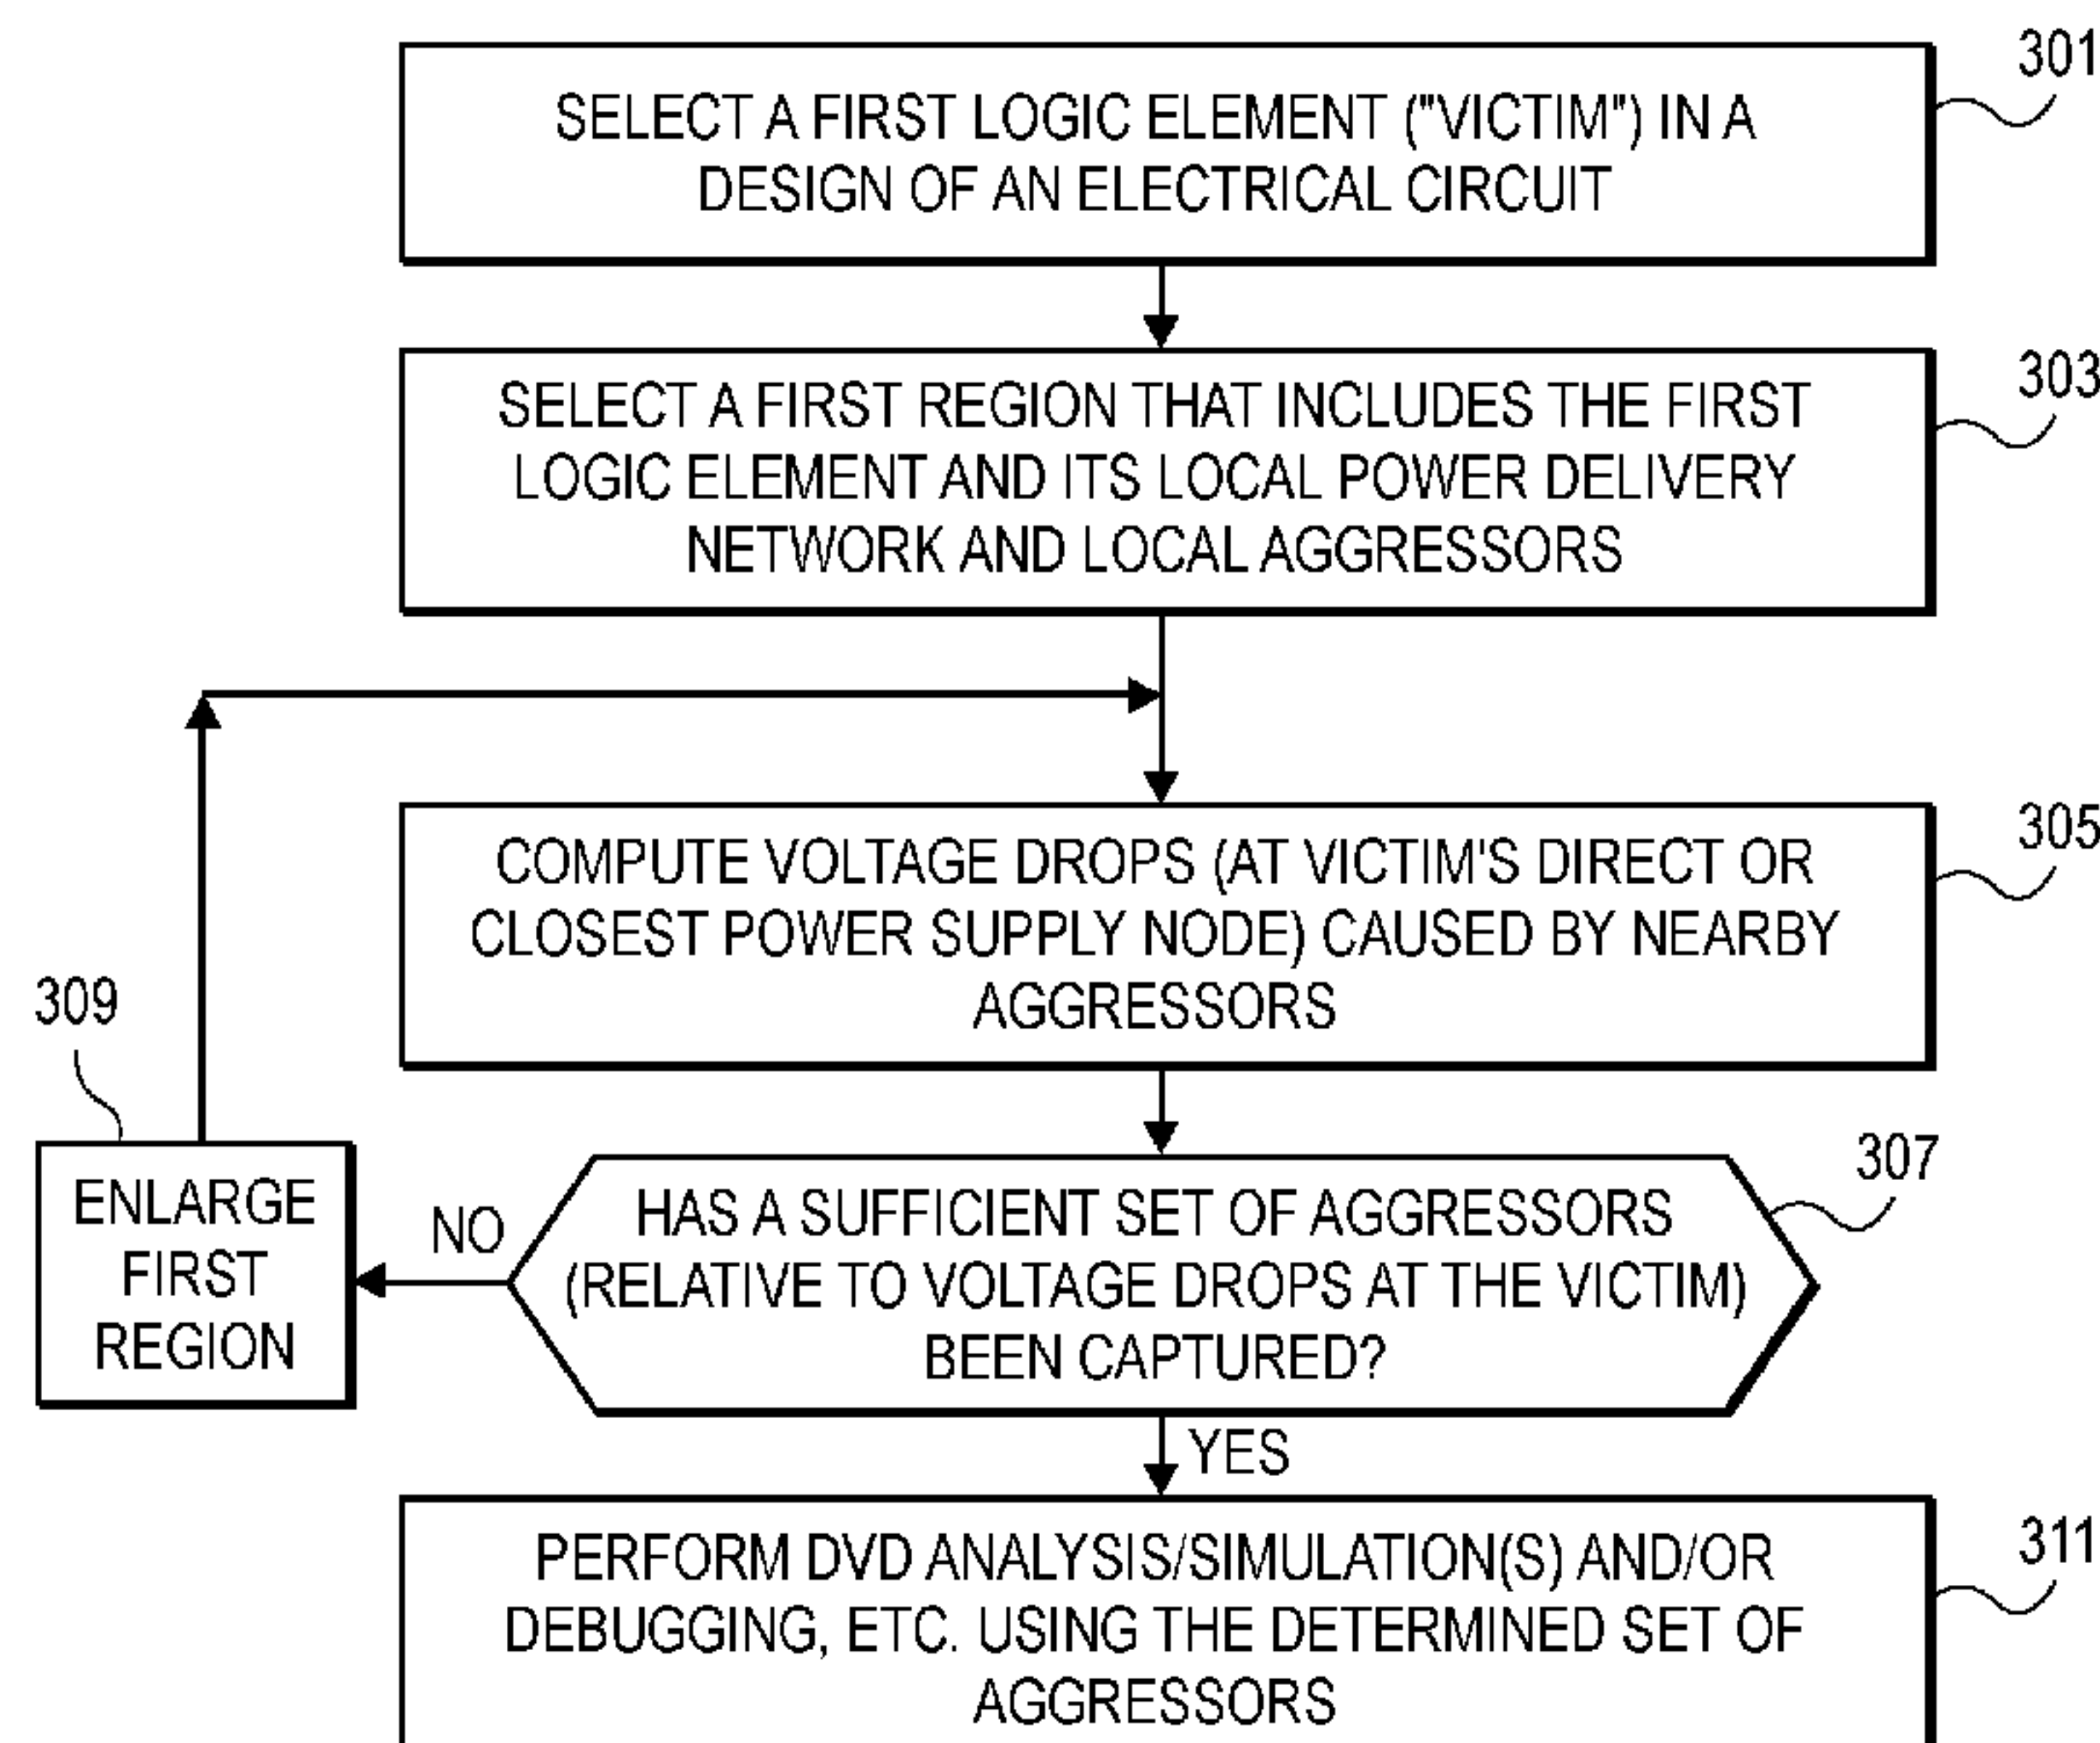 301
SELECT A FIRST LOGIC ELEMENT ("'VICTIM") IN A
DESIGN OF AN ELECTRICAL CIRCUIT
303
SELECT A FIRST REGION THAT INCLUDES THE FIRST
LOGIC ELEMENT AND ITS LOCAL POWER DELIVERY
NETWORK AND LOCAL AGGRESSORS
305
COMPUTE VOLTAGE DROPS (AT VICTIM'S DIRECT OR
CLOSEST POWER SUPPLY NODE) CAUSED BY NEARBY
AGGRESSORS
309
ENLARGE
FIRST
REGION
NO
307
HAS A SUFFICIENT SET OF AGGRESSORS
(RELATIVE TO VOLTAGE DROPS AT THE VICTIM)
BEEN CAPTURED?
YES
311
PERFORM DVD ANALYSIS/SIMULATION(S) AND/OR
DEBUGGING, ETC. USING THE DETERMINED SET OF
AGGRESSORS